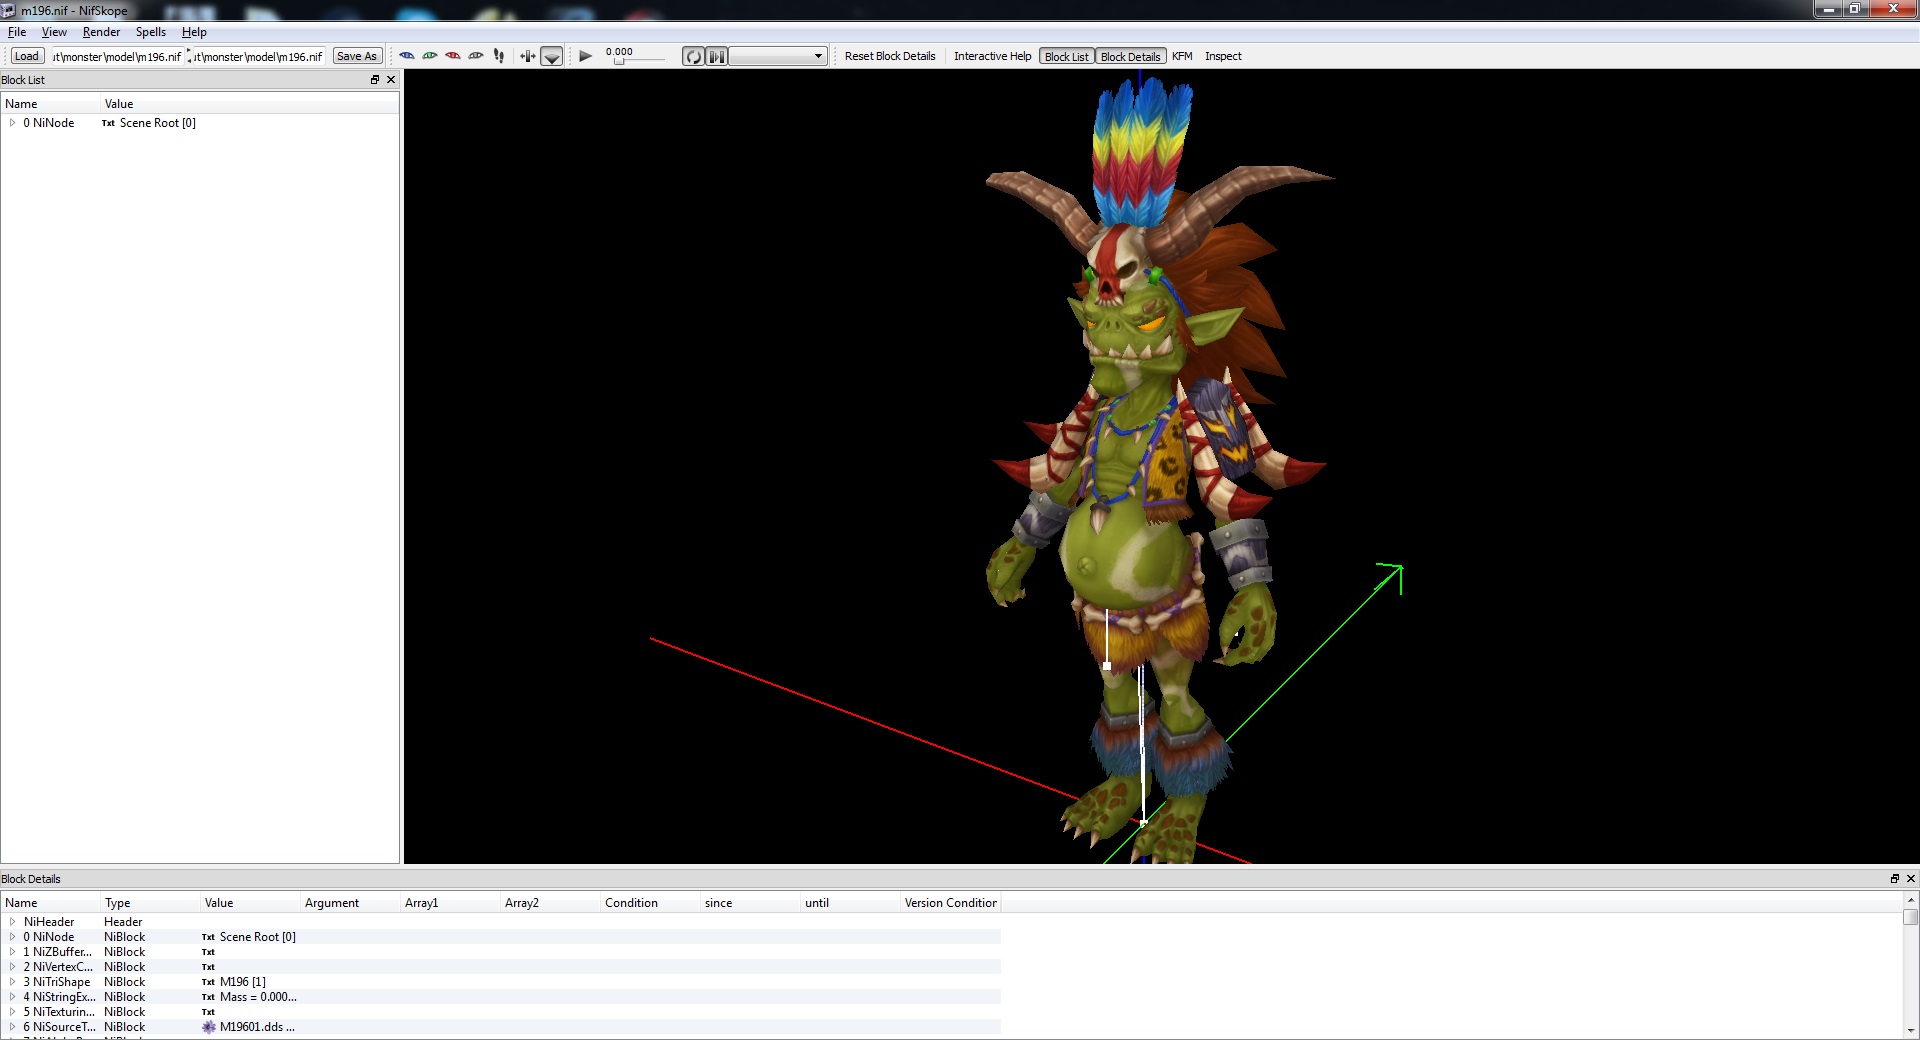 m196.nif - NifSkope
File View Render Spells Help
Load ut\monster\model\m196.nif ut\monster\model\m196.nif Save As 0.000 Reset Block Details Interactive Help Block List Block Details KFM Inspect
Block List
Name Value
0 NiNode Txt Scene Root [0]
Block Details
Name Type Value Argument Array1 Array2 Condition since until Version Condition
NiHeader Header
0 NiNode NiBlock Txt Scene Root [0]
1 NiZBuffer... NiBlock Txt
2 NiVertexC... NiBlock Txt
3 NiTriShape NiBlock Txt M196 [1]
4 NiStringEx... NiBlock Txt Mass = 0.000...
5 NiTexturin... NiBlock Txt
6 NiSourceT... NiBlock M19601.dds ...